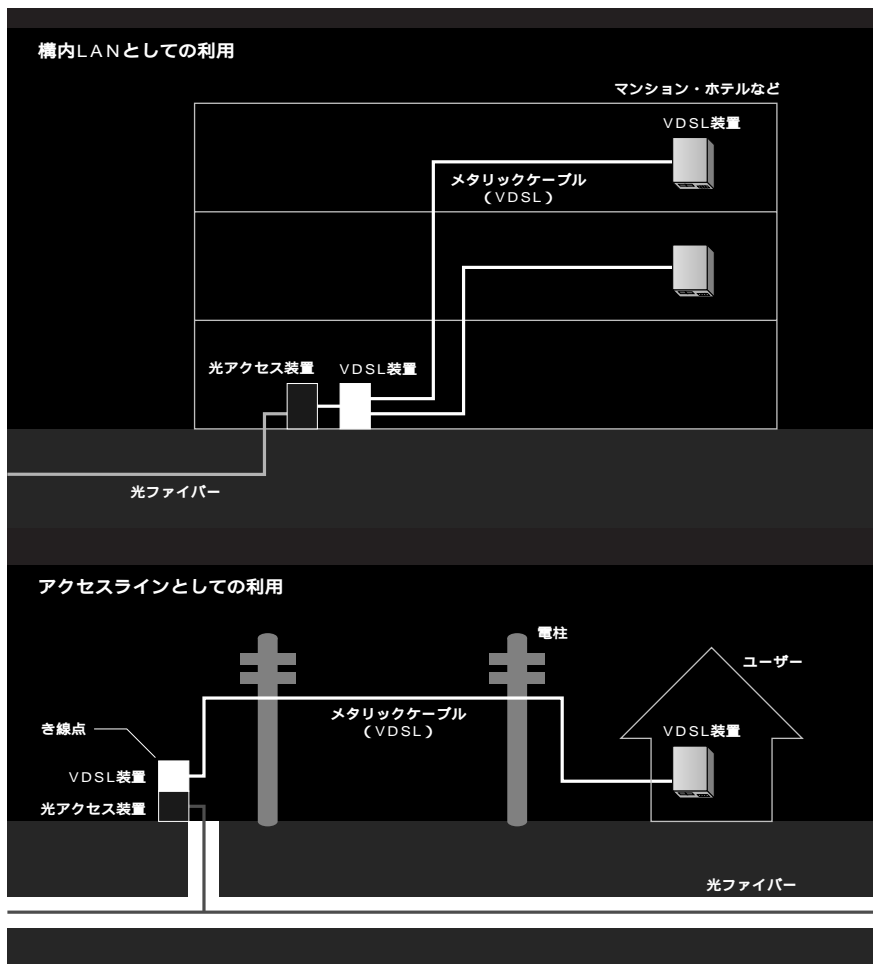 構内LANとしての利用
マンション・ホテルなど
VDSL装置
メタリックケーブル
（VDSL）
光アクセス装置
VDSL装置
光ファイバー
アクセスラインとしての利用
電柱
ユーザー
メタリックケーブル
（VDSL）
き線点
VDSL装置
VDSL装置
光アクセス装置
光ファイバー